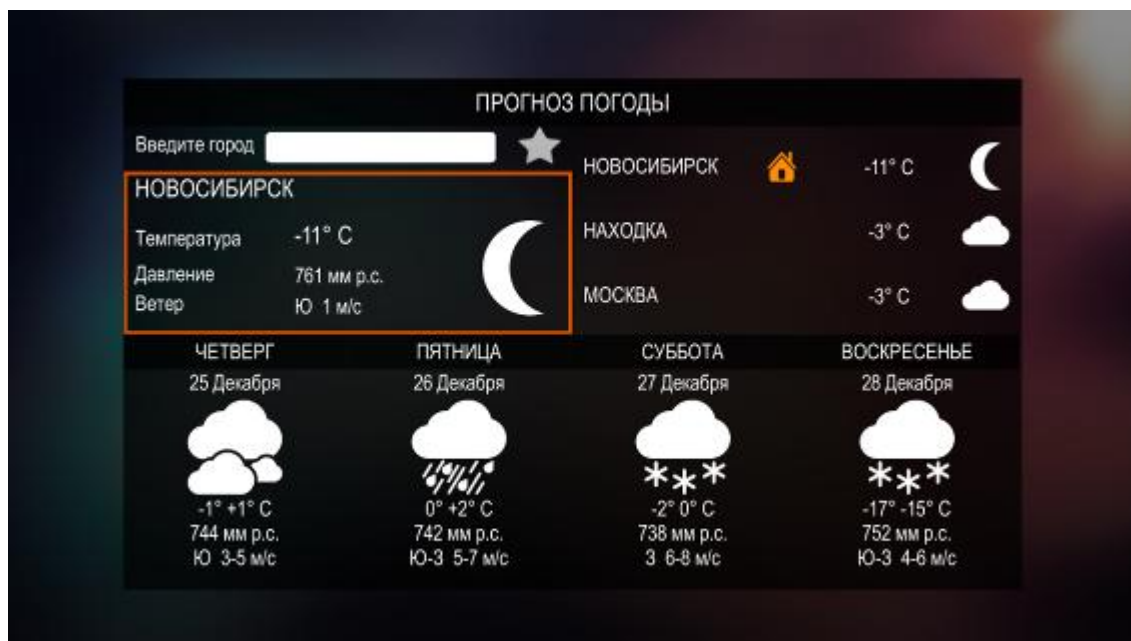 ПРОГНОЗ ПОГОДЫ
Введите город
НОВОСИБИРСК
Температура -11° C
Давление 761 мм р.с.
Ветер Ю 1 м/с
НОВОСИБИРСК -11° C
НАХОДКА -3° C
МОСКВА -3° C
ЧЕТВЕРГ ПЯТНИЦА СУББОТА ВОСКРЕСЕНЬЕ
25 Декабря 26 Декабря 27 Декабря 28 Декабря
-1° +1° C 0° +2° C -2° 0° C -17° -15° C
744 мм р.с. 742 мм р.с. 738 мм р.с. 752 мм р.с.
Ю 3-5 м/с Ю-З 5-7 м/с З 6-8 м/с Ю-З 4-6 м/с